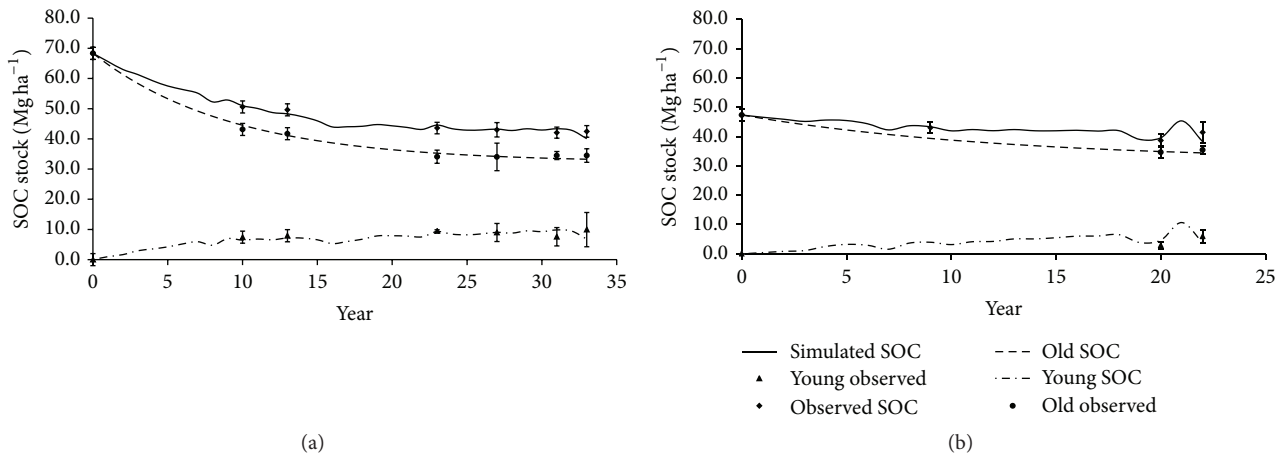 80.0
70.0
60.0
50.0
40.0
30.0
20.0
10.0
0.0
SOC stock (Mg ha⁻¹)
0 5 10 15 20 25 30 35
Year
(a)
80.0
70.0
60.0
50.0
40.0
30.0
20.0
10.0
0.0
SOC stock (Mg ha⁻¹)
0 5 10 15 20 25
Year
Simulated SOC
Young observed
Observed SOC
Old SOC
Young SOC
Old observed
(b)